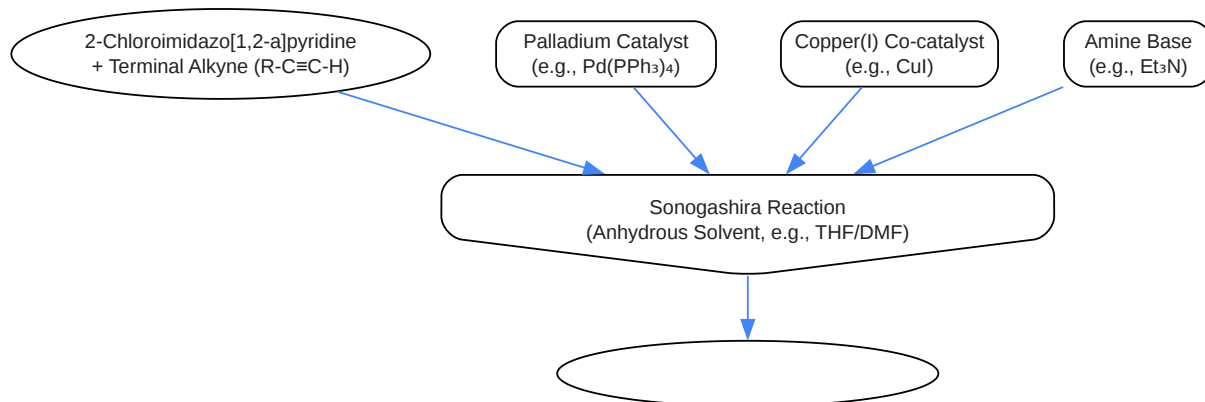 2-Chloroimidazo[1,2-a]pyridine
+ Terminal Alkyne (R-C≡C-H)
Palladium Catalyst
(e.g., Pd(PPh₃)₄)
Copper(I) Co-catalyst
(e.g., CuI)
Amine Base
(e.g., Et₃N)
Sonogashira Reaction
(Anhydrous Solvent, e.g., THF/DMF)